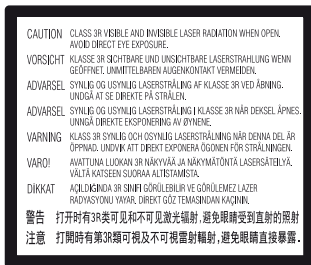 CAUTION CLASS 3R VISIBLE AND INVISIBLE LASER RADIATION WHEN OPEN.
AVOID DIRECT EYE EXPOSURE.
VORSICHT KLASSE 3R SICHTBARE UND UNSICHTBARE LASERSTRAHLUNG WENN
GEÖFFNET. UNMITTELBAREN AUGENKONTAKT VERMEIDEN.
ADVARSEL SYNLIG OG USYNLIG LASERSTRÅLING AF KLASSE 3R VED ÅBNING.
UNDGÅ AT SE DIREKTE PÅ STRÅLEN.
ADVARSEL SYNLIG OG USYNLIG LASERSTRÅLING I KLASSE 3R NÅR DEKSEL ÅPNES.
UNNGÅ DIREKTE EKSPONERING AV ØYNENE.
VARNING KLASS 3R SYNLIG OCH OSYNLIG LASERSTRÅLNING NÄR DENNA DEL ÄR
ÖPPNAD. UNDVIK ATT DIREKT EXPONERA ÖGONEN FÖR STRÅLNINGEN.
VARO! AVATTUNA LUOKAN 3R NÄKYVÄÄ JA NÄKYMÄTÖNTÄ LASERSÄTEILYÄ.
VÄLTÄ KATSEEN SUORAA ALTISTAMISTA.
DİKKAT AÇILDIĞINDA 3R SINIFI GÖRÜLEBİLİR VE GÖRÜLEMEZ LAZER
RADYASYONU YAYAR. DİREKT GÖZ TEMASINDAN KAÇININ.
警告 打开时有3R类可见和不可见激光辐射,避免眼睛受到直射的照射
注意 打開時有第3R類可視及不可視雷射輻射,避免眼睛直接暴露.